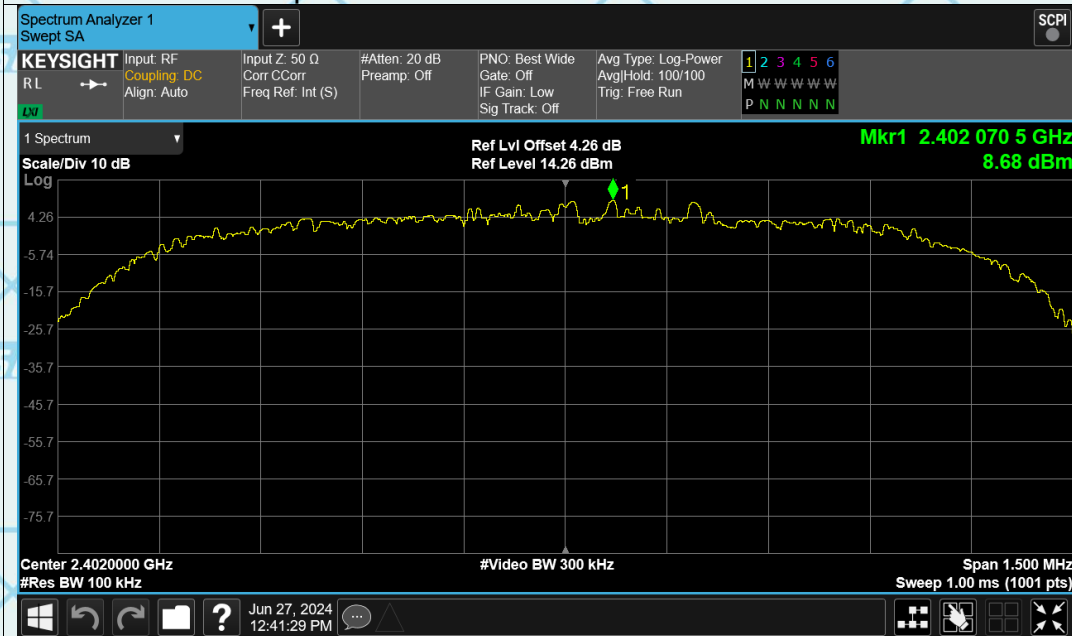 Spectrum Analyzer 1
Swept SA
+
SCPI
KEYSIGHT
RL
LXI
Input: RF
Coupling: DC
Align: Auto
Input Z: 50 Ω
Corr CCorr
Freq Ref: Int (S)
#Atten: 20 dB
Preamp: Off
PNO: Best Wide
Gate: Off
IF Gain: Low
Sig Track: Off
Avg Type: Log-Power
Avg|Hold: 100/100
Trig: Free Run
1 2 3 4 5 6
M W W W W W
P N N N N N
1 Spectrum
Scale/Div 10 dB
Log
Ref Lvl Offset 4.26 dB
Ref Level 14.26 dBm
Mkr1 2.402 070 5 GHz
8.68 dBm
1
4.26
-5.74
-15.7
-25.7
-35.7
-45.7
-55.7
-65.7
-75.7
Center 2.4020000 GHz
#Res BW 100 kHz
#Video BW 300 kHz
Span 1.500 MHz
Sweep 1.00 ms (1001 pts)
?
Jun 27, 2024
12:41:29 PM